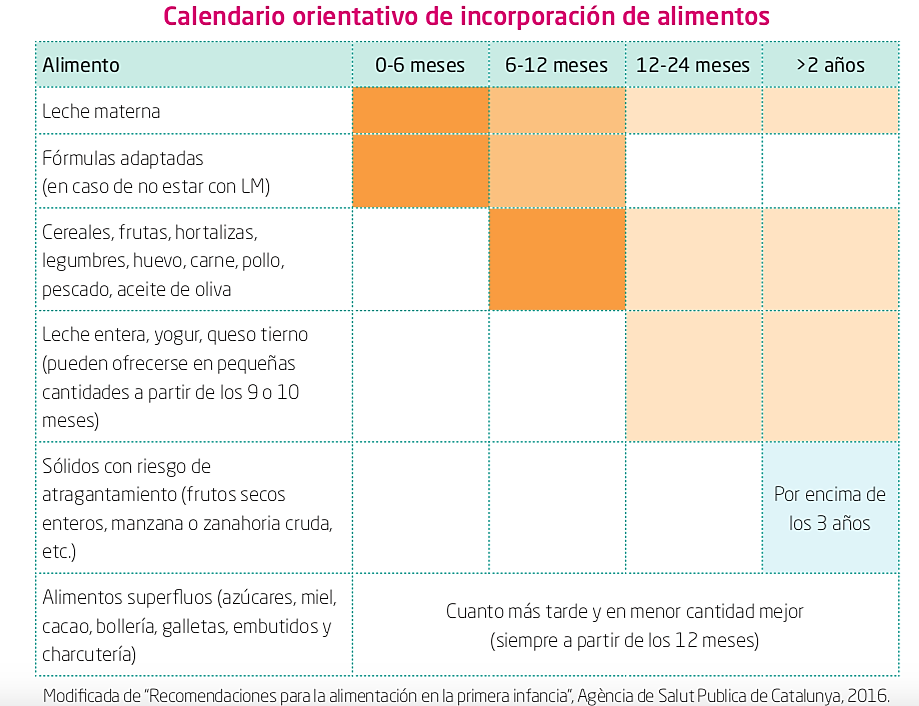 Calendario orientativo de incorporación de alimentos
Alimento 0-6 meses 6-12 meses 12-24 meses >2 años
Leche materna
Fórmulas adaptadas
(en caso de no estar con LM)
Cereales, frutas, hortalizas,
legumbres, huevo, carne, pollo,
pescado, aceite de oliva
Leche entera, yogur, queso tierno
(pueden ofrecerse en pequeñas
cantidades a partir de los 9 o 10
meses)
Sólidos con riesgo de
atragantamiento (frutos secos
enteros, manzana o zanahoria cruda,
etc.)
Por encima de
los 3 años
Alimentos superfluos (azúcares, miel,
cacao, bollería, galletas, embutidos y
charcutería)
Cuanto más tarde y en menor cantidad mejor
(siempre a partir de los 12 meses)
Modificada de “Recomendaciones para la alimentación en la primera infancia”, Agència de Salut Publica de Catalunya, 2016.